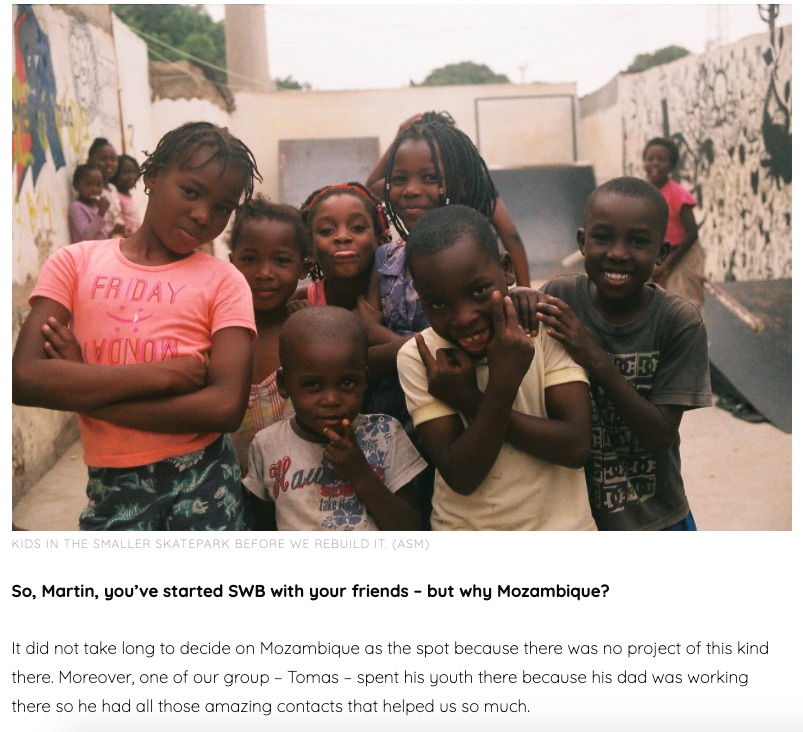 FRIDAY
MONDAY
Hawaii
take
KIDS IN THE SMALLER SKATEPARK BEFORE WE REBUILD IT. (ASM)
So, Martin, you've started SWB with your friends – but why Mozambique?
It did not take long to decide on Mozambique as the spot because there was no project of this kind
there. Moreover, one of our group – Tomas – spent his youth there because his dad was working
there so he had all those amazing contacts that helped us so much.